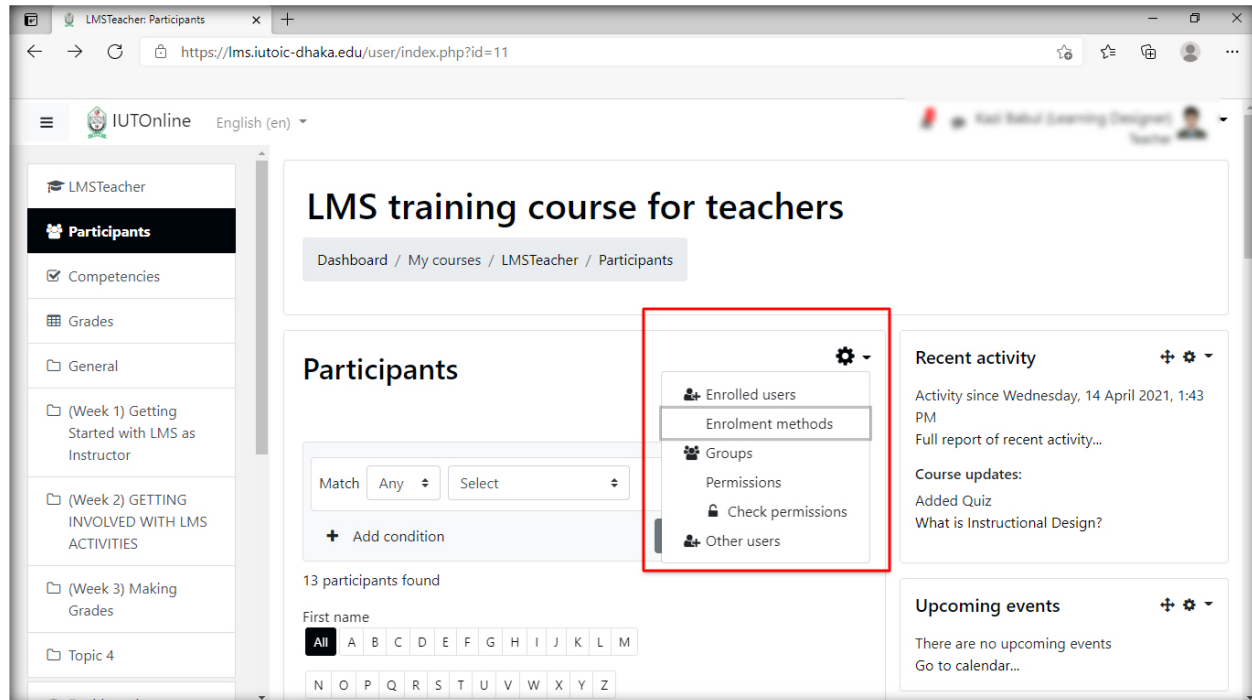 LMSTeacher: Participants
https://lms.iutoic-dhaka.edu/user/index.php?id=11
IUTOnline English (en)
LMSTeacher
Participants
Competencies
Grades
General
(Week 1) Getting
Started with LMS as
Instructor
(Week 2) GETTING
INVOLVED WITH LMS
ACTIVITIES
(Week 3) Making
Grades
Topic 4
LMS training course for teachers
Dashboard / My courses / LMSTeacher / Participants
Participants
Enrolled users
Enrolment methods
Groups
Permissions
Check permissions
Other users
Match Any Select
Add condition
13 participants found
First name
All A B C D E F G H I J K L M
N O P Q R S T U V W X Y Z
Recent activity
Activity since Wednesday, 14 April 2021, 1:43
PM
Full report of recent activity...
Course updates:
Added Quiz
What is Instructional Design?
Upcoming events
There are no upcoming events
Go to calendar...